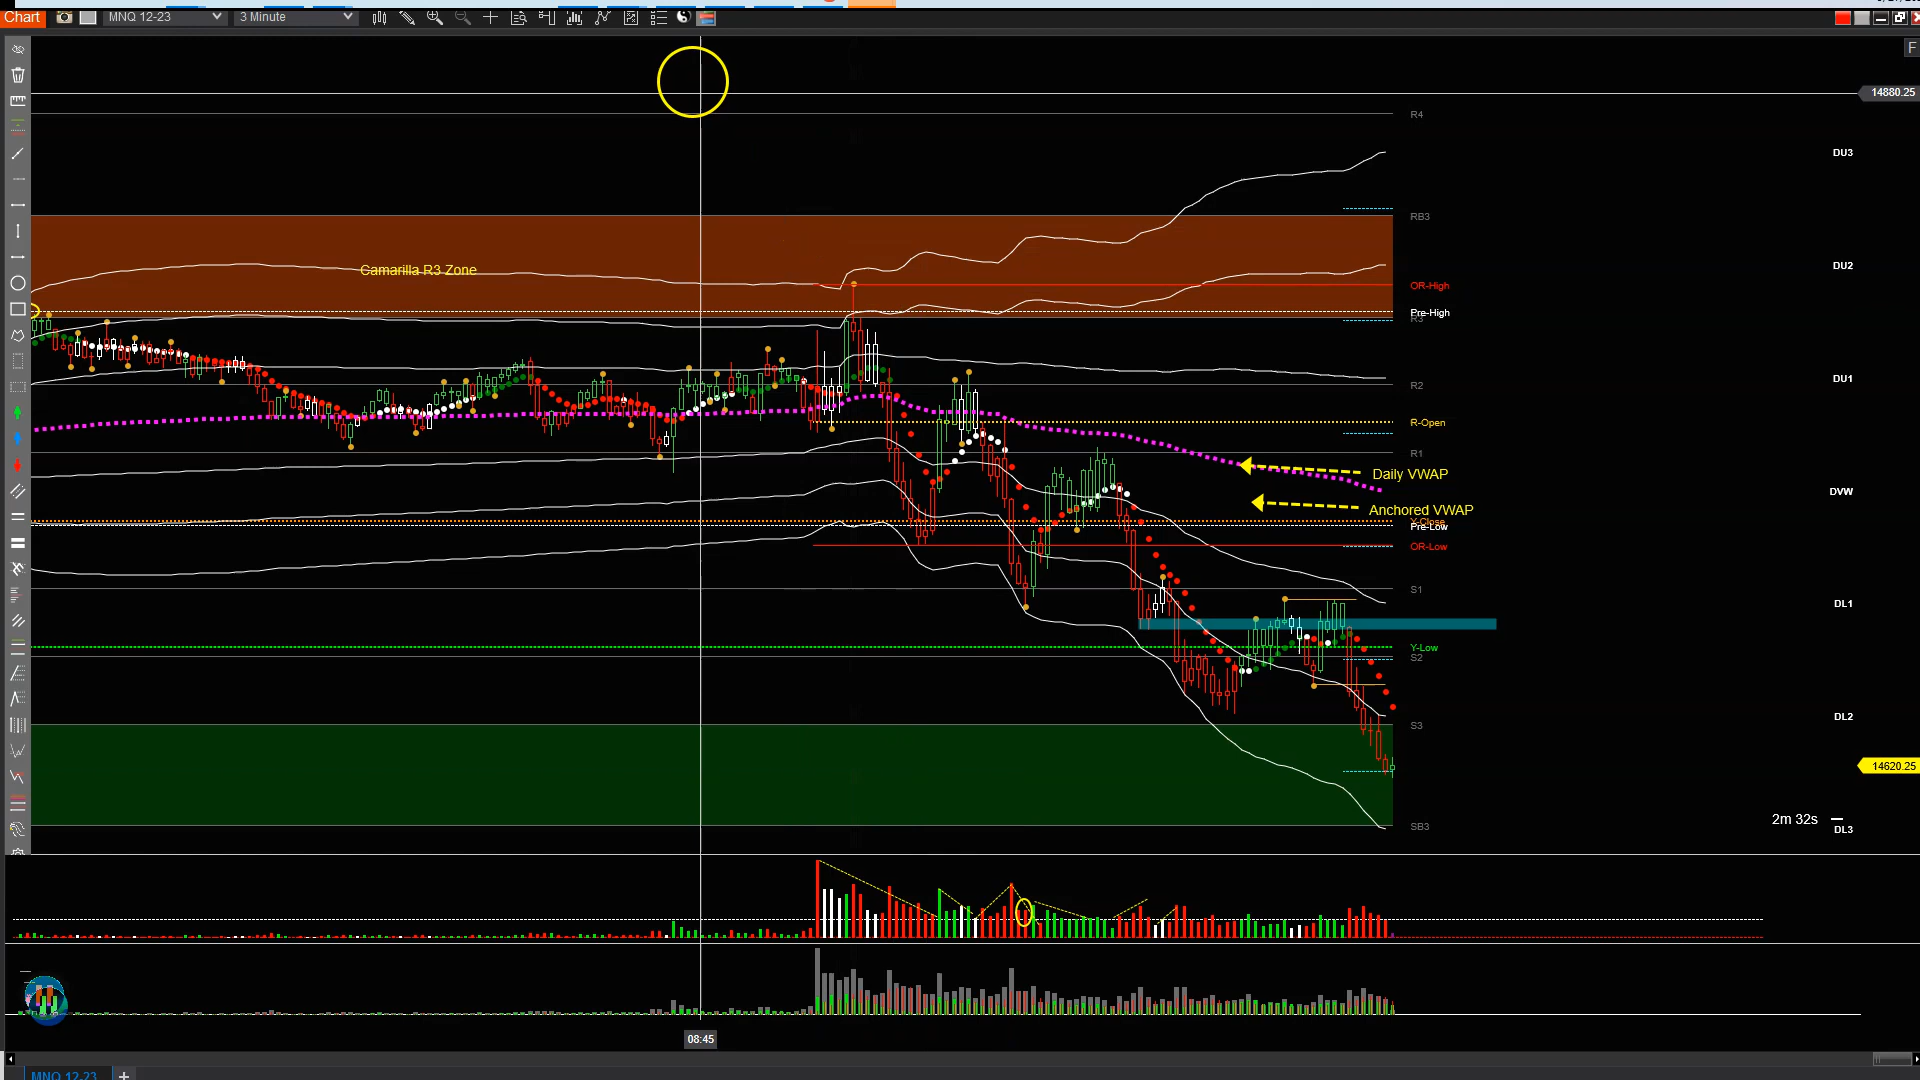 Chart
MNQ 12-23
3 Minute
F
14880.25
R4
DU3
RB3
Camarilla R3 Zone
DU2
OR-High
Pre-High
R3
DU1
R2
R-Open
R1
Daily VWAP
DVW
Anchored VWAP
Y-Close
Pre-Low
OR-Low
S1
DL1
Y-Low
S2
DL2
S3
14620.25
2m 32s
SB3
DL3
08:45
MNQ 12-23